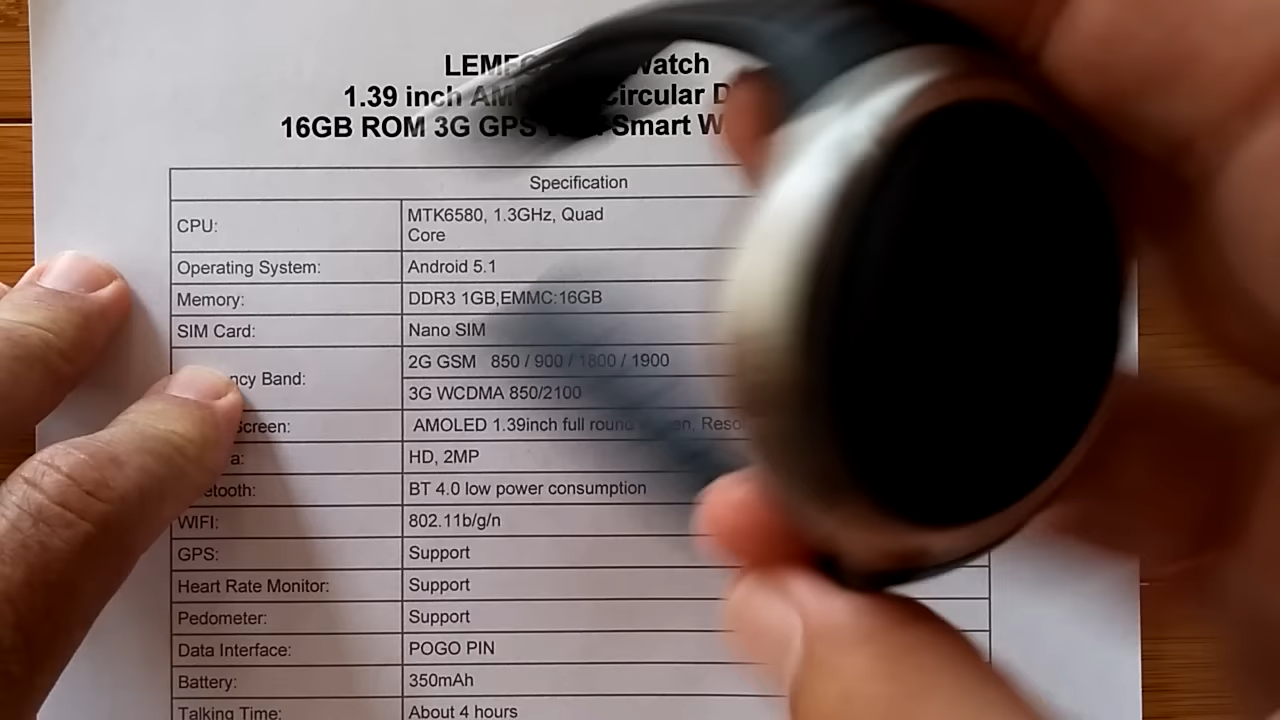 1.39 inch Circular
16GB ROM 3G GPS Smart
Specification
CPU: MTK6580, 1.3GHz, Quad
Core
Operating System: Android 5.1
Memory: DDR3 1GB,EMMC:16GB
SIM Card: Nano SIM
2G GSM 850 / 900 / 1800 / 1900
Band:
3G WCDMA 850/2100
Screen: AMOLED 1.39inch full round
HD, 2MP
BT 4.0 low power consumption
WIFI: 802.11b/g/n
GPS: Support
Heart Rate Monitor: Support
Pedometer: Support
Data Interface: POGO PIN
Battery: 350mAh
Talking Time: About 4 hours